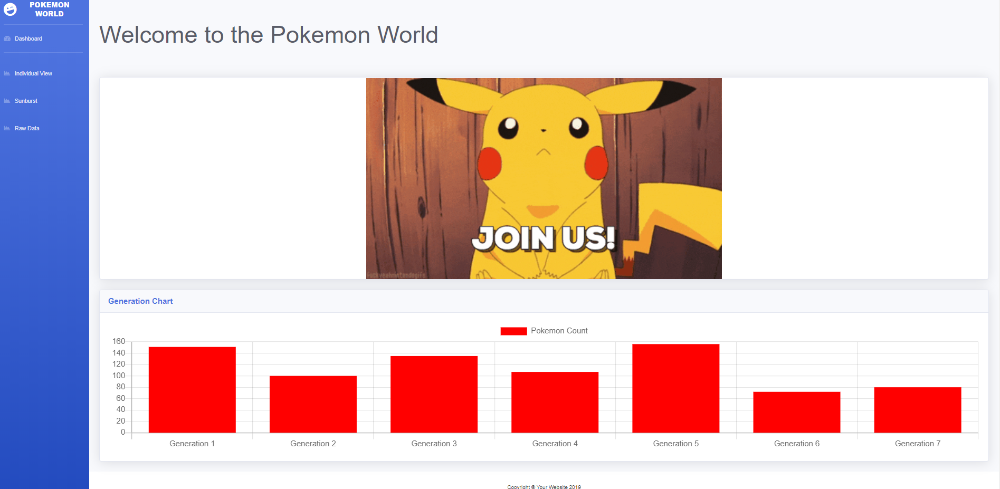 POKEMON
WORLD
Dashboard
Individual View
Sunburst
Raw Data
Welcome to the Pokemon World
JOIN US!
fuckyeahnintendogifs
Generation Chart
Pokemon Count
160
140
120
100
80
60
40
20
0
Generation 1
Generation 2
Generation 3
Generation 4
Generation 5
Generation 6
Generation 7
Copyright © Your Website 2019